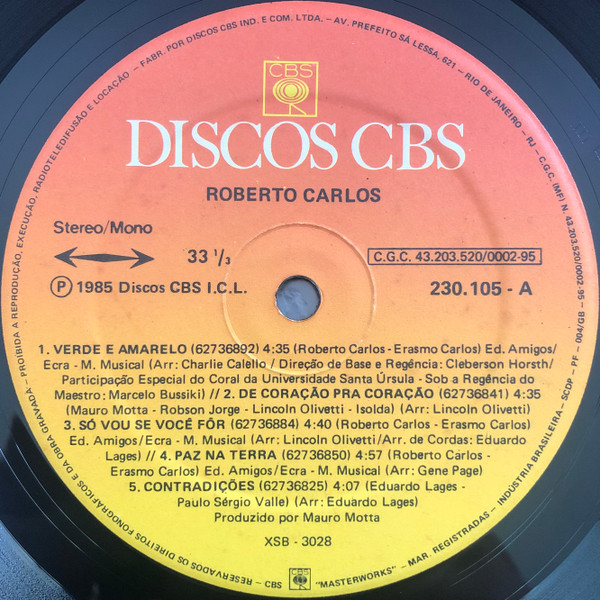 RESERVADOS OS DIREITOS FONOGRÁFICOS E DA OBRA GRAVADA - PROIBIDA A REPRODUÇÃO, EXECUÇÃO, RADIOTELEDIFUSÃO E LOCAÇÃO - FABR. POR DISCOS CBS IND. E COM. LTDA. - AV. PREFEITO SÁ LESSA, 621 - RIO DE JANEIRO - RJ - C.G.C. (MF) N. 43.203.520/0002-95 - SCDP - PF - 004/GB - INDÚSTRIA BRASILEIRA -
CBS
DISCOS CBS
ROBERTO CARLOS
Stereo/Mono
33 1/3
C.G.C. 43.203.520/0002-95
Ⓟ 1985 Discos CBS I.C.L.
230.105 - A
1. VERDE E AMARELO (62736892) 4:35 (Roberto Carlos - Erasmo Carlos) Ed. Amigos/
Ecra - M. Musical (Arr: Charlie Calello / Direção de Base e Regência: Cleberson Horsth/
Participação Especial do Coral da Universidade Santa Úrsula - Sob a Regência do
Maestro: Marcelo Bussiki) // 2. DE CORAÇÃO PRA CORAÇÃO (62736841) 4:35
(Mauro Motta - Robson Jorge - Lincoln Olivetti - Isolda) (Arr: Lincoln Olivetti)
3. SÓ VOU SE VOCÊ FÔR (62736884) 4:40 (Roberto Carlos - Erasmo Carlos)
Ed. Amigos/Ecra - M. Musical (Arr: Lincoln Olivetti/Arr. de Cordas: Eduardo
Lages) // 4. PAZ NA TERRA (62736850) 4:57 (Roberto Carlos -
Erasmo Carlos) Ed. Amigos/Ecra - M. Musical (Arr: Gene Page)
5. CONTRADIÇÕES (62736825) 4:07 (Eduardo Lages -
Paulo Sérgio Valle) (Arr: Eduardo Lages)
Produzido por Mauro Motta
XSB - 3028
- CBS "MASTERWORKS" - MAR. REGISTRADAS -